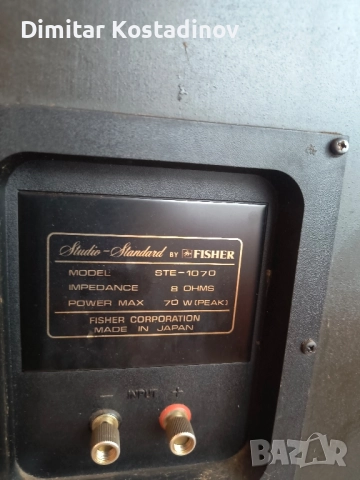 Dimitar Kostadinov
Studio-Standard BY FISHER
MODEL STE-1070
IMPEDANCE 8 OHMS
POWER MAX 70 W (PEAK)
FISHER CORPORATION
MADE IN JAPAN
− INPUT +
BAZAR